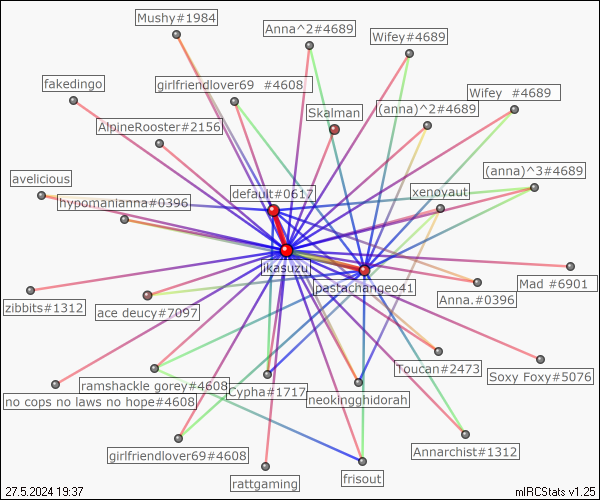 Mushy#1984
Anna^2#4689
Wifey#4689
fakedingo
girlfriendlover69 #4608
Skalman
(anna)^2#4689
Wifey #4689
AlpineRooster#2156
avelicious
hypomanianna#0396
default#0617
xenoyaut
(anna)^3#4689
ikasuzu
pastachangeo41
Mad #6901
Anna.#0396
zibbits#1312
ace deucy#7097
Toucan#2473
Soxy Foxy#5076
ramshackle gorey#4608
Cypha#1717
neokingghidorah
no cops no laws no hope#4608
girlfriendlover69#4608
Annarchist#1312
rattgaming
frisout
27.5.2024 19:37
mIRCStats v1.25